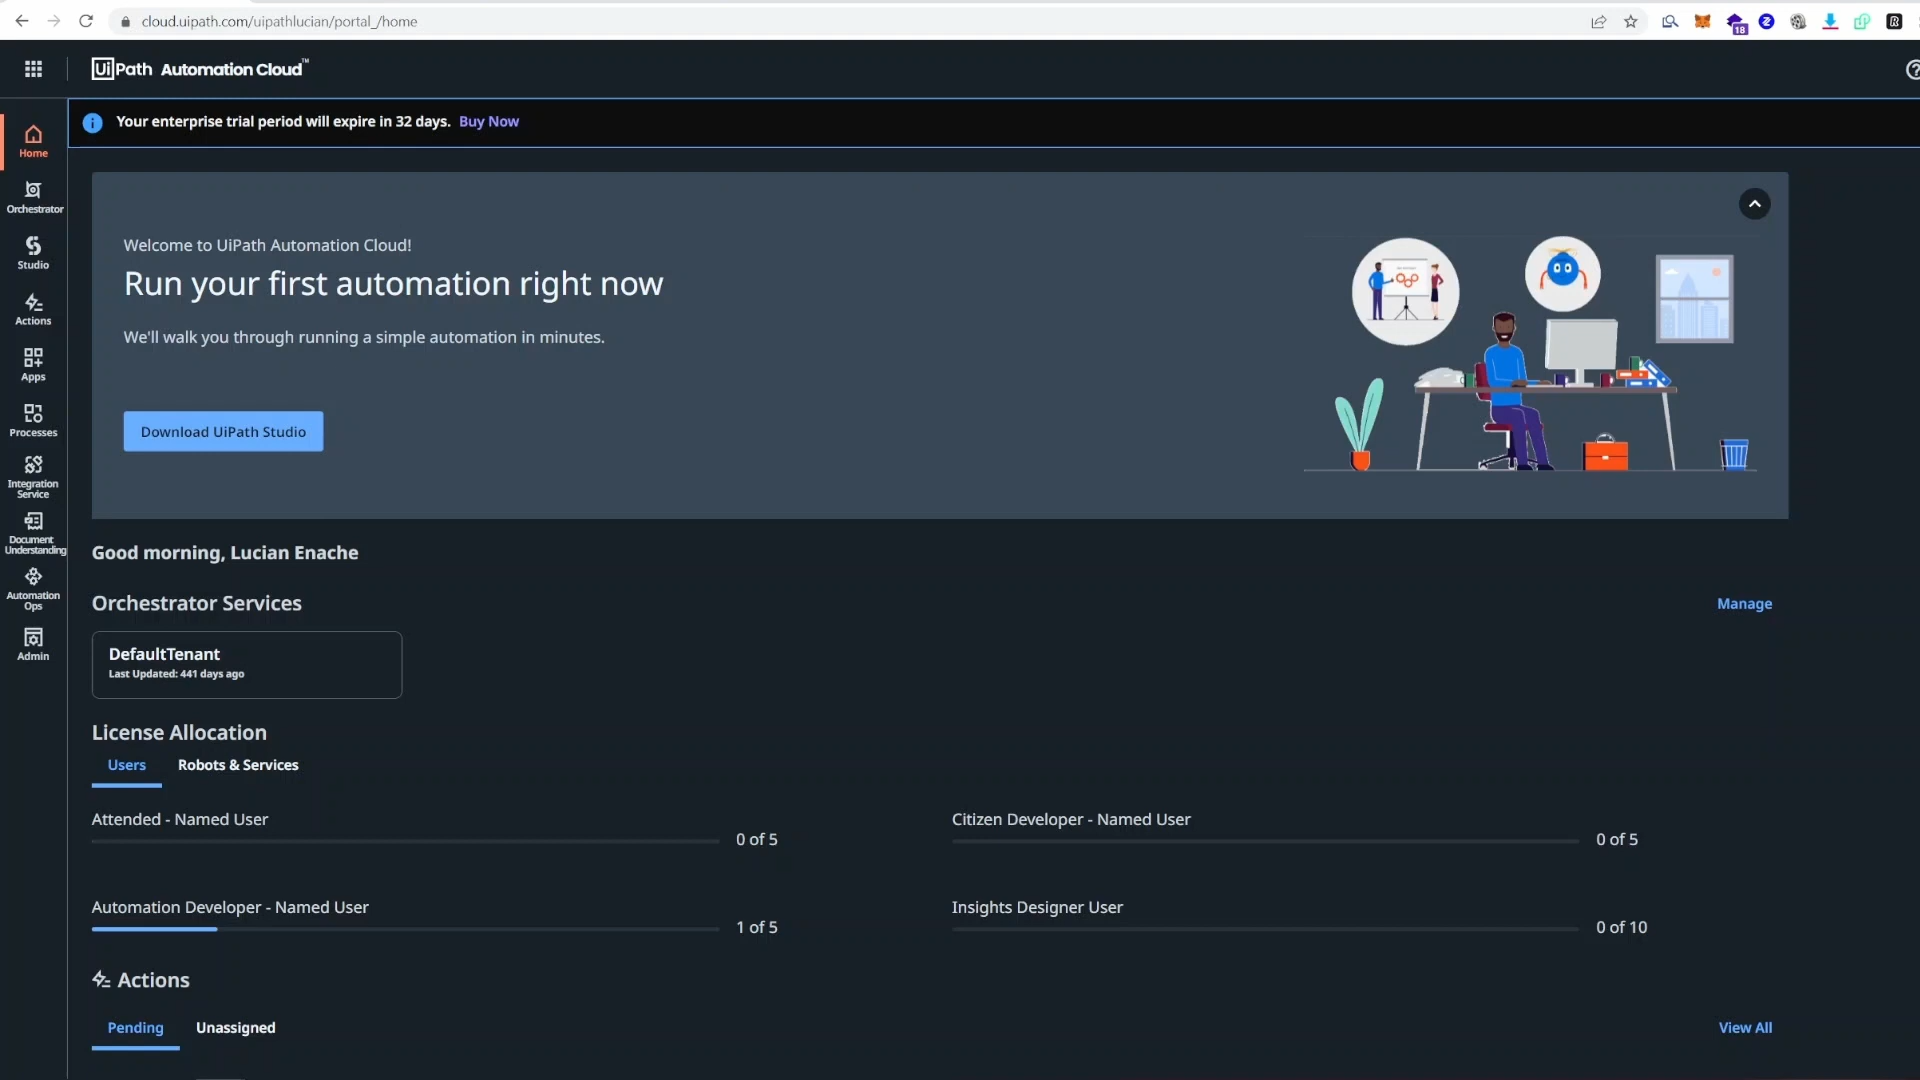 cloud.uipath.com/uipathlucian/portal_/home
18
UiPath Automation Cloud™
Your enterprise trial period will expire in 32 days. Buy Now
Home
Orchestrator
Studio
Actions
Apps
Processes
Integration
Service
Document
Understanding
Automation
Ops
Admin
Welcome to UiPath Automation Cloud!
Run your first automation right now
We'll walk you through running a simple automation in minutes.
Download UiPath Studio
Good morning, Lucian Enache
Orchestrator Services
Manage
DefaultTenant
Last Updated: 441 days ago
License Allocation
Users Robots & Services
Attended - Named User
0 of 5
Citizen Developer - Named User
0 of 5
Automation Developer - Named User
1 of 5
Insights Designer User
0 of 10
Actions
Pending Unassigned
View All